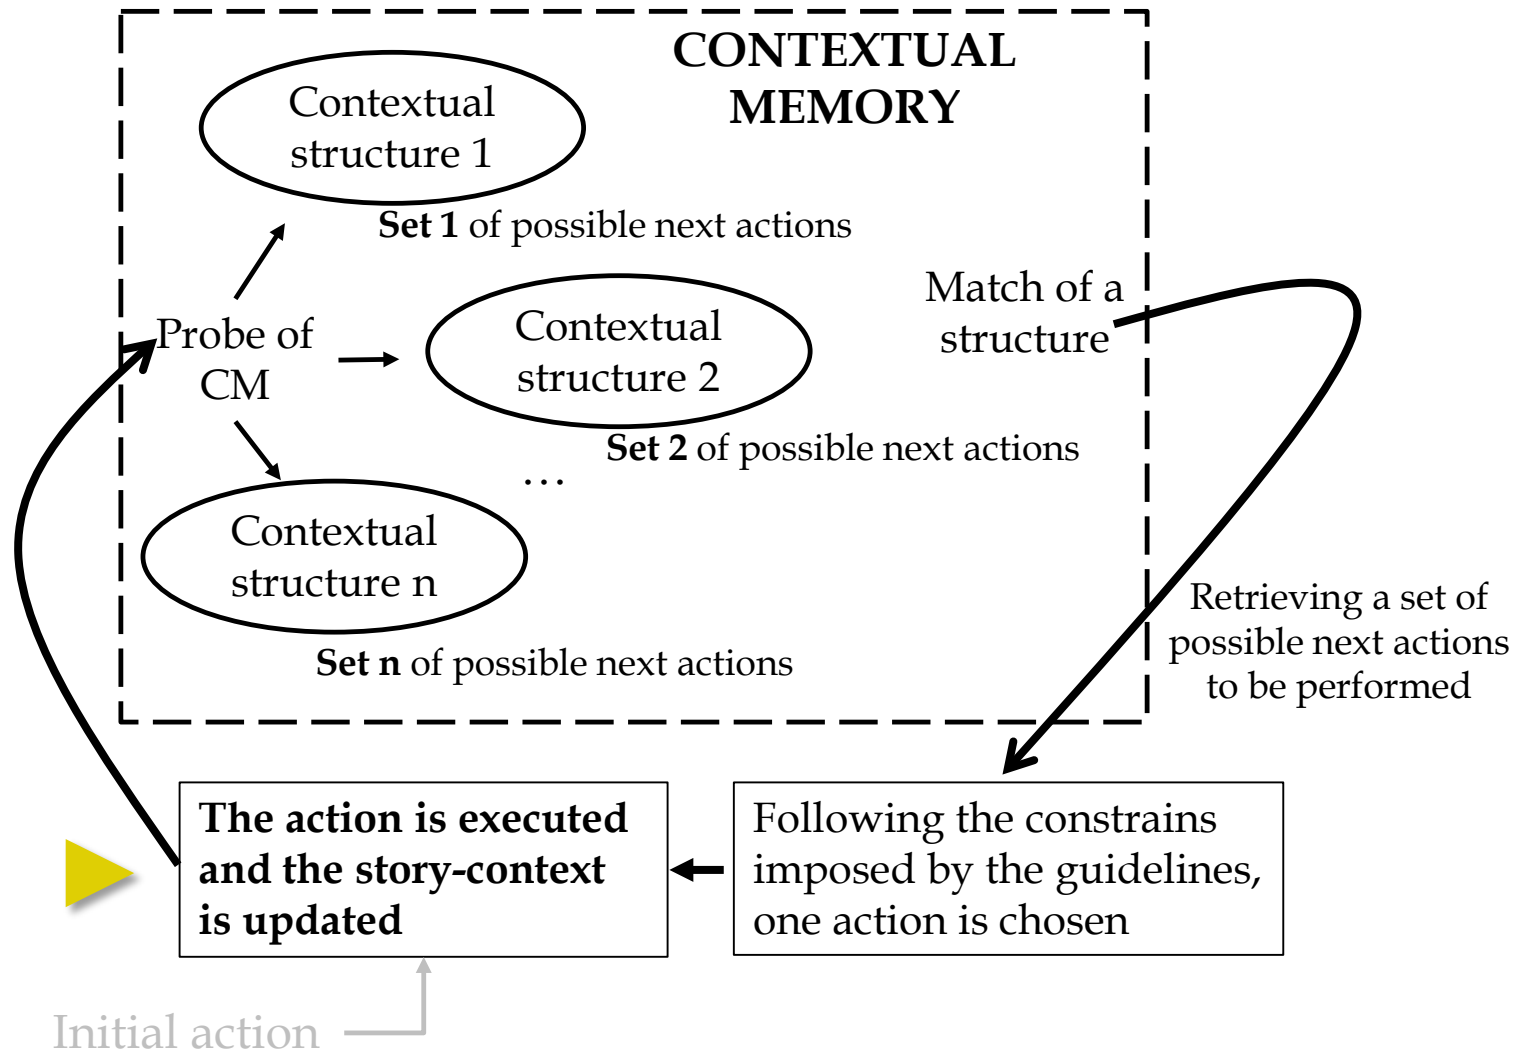 CONTEXTUAL
MEMORY
Contextual
structure 1
Set 1 of possible next actions
Match of a
structure
Probe of
CM
Contextual
structure 2
Set 2 of possible next actions
...
Contextual
structure n
Set n of possible next actions
Retrieving a set of
possible next actions
to be performed
The action is executed
and the story-context
is updated
Following the constrains
imposed by the guidelines,
one action is chosen
Initial action